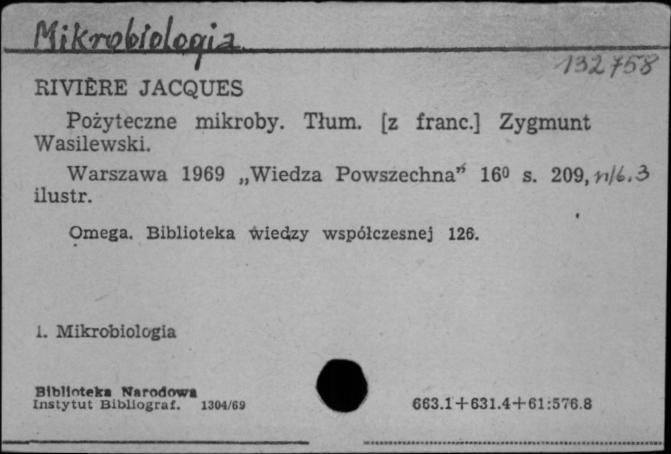 Mikrobiologia
132758
RIVIÈRE JACQUES
Pożyteczne mikroby. Tłum. [z franc.] Zygmunt
Wasilewski.
Warszawa 1969 „Wiedza Powszechna” 16⁰ s. 209,
ilustr.
Omega. Biblioteka wiedzy współczesnej 126.
1. Mikrobiologia
Biblioteka Narodowa
Instytut Bibliograf. 1304/69
663.1+631.4+61:576.8